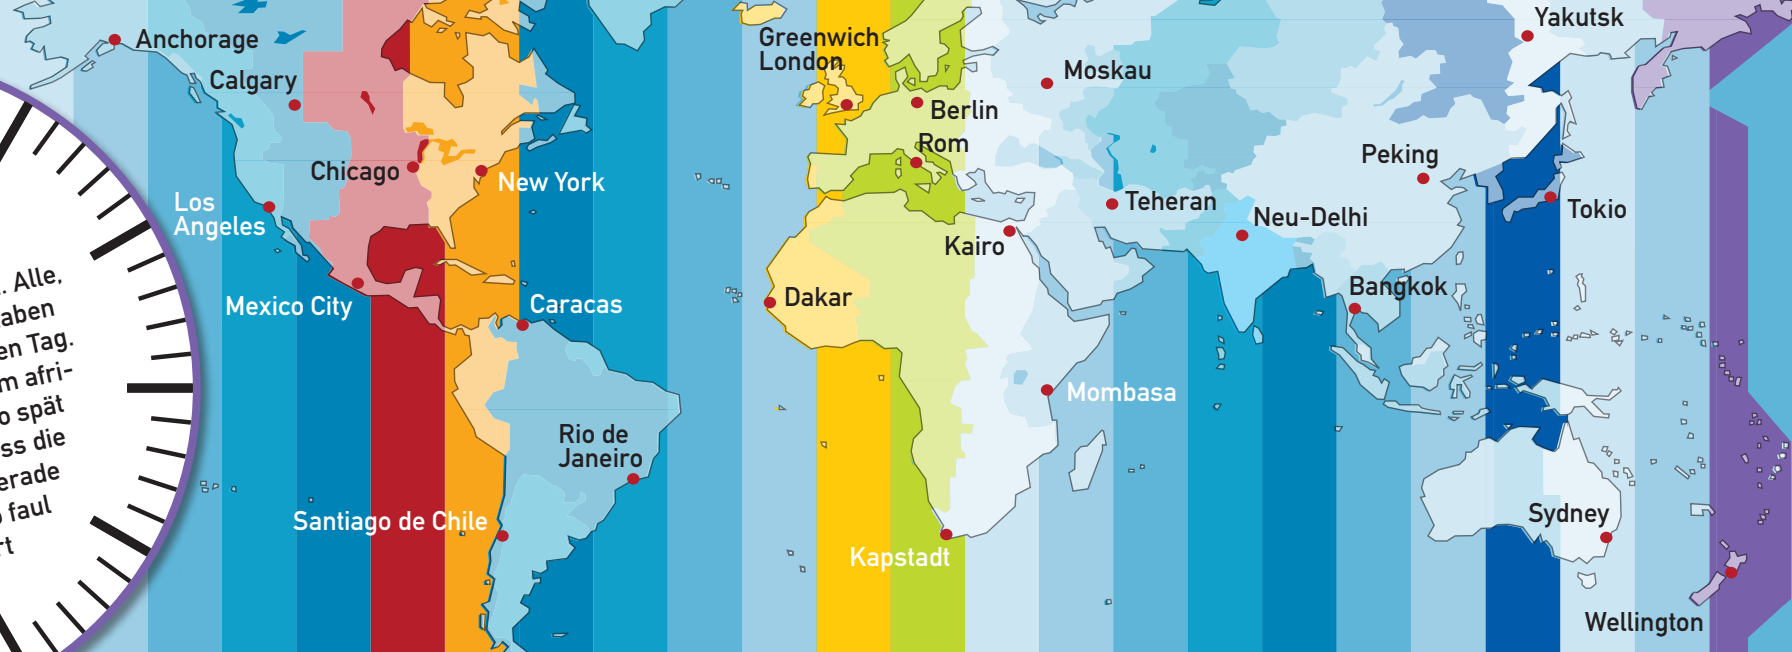 Anchorage
Calgary
Chicago
New York
Los
Angeles
Mexico City
Caracas
Rio de
Janeiro
Santiago de Chile
Greenwich
London
Berlin
Rom
Moskau
Kairo
Dakar
Teheran
Neu-Delhi
Mombasa
Kapstadt
Yakutsk
Peking
Tokio
Bangkok
Sydney
Wellington
. Alle,
aben
en Tag.
m afri-
o spät
ss die
erade
faul
rt